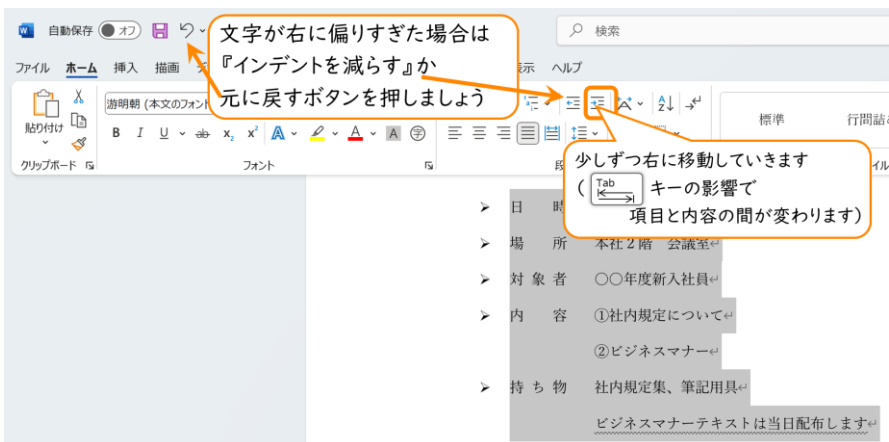 自動保存 オフ
検索
文字が右に偏りすぎた場合は
『インデントを減らす』か
元に戻すボタンを押しましょう
ファイル ホーム 挿入 描画
表示 ヘルプ
貼り付け
游明朝 (本文のフォント
B I U ab x₂ x² A A A 字
標準
行間詰め
クリップボード
フォント
段
少しずつ右に移動していきます
( Tab キーの影響で
項目と内容の間が変わります)
➢ 日 時
➢ 場 所 本社2階 会議室↵
➢ 対 象 者 〇〇年度新入社員↵
➢ 内 容 ①社内規定について↵
②ビジネスマナー↵
➢ 持 ち 物 社内規定集、筆記用具↵
ビジネスマナーテキストは当日配布します↵